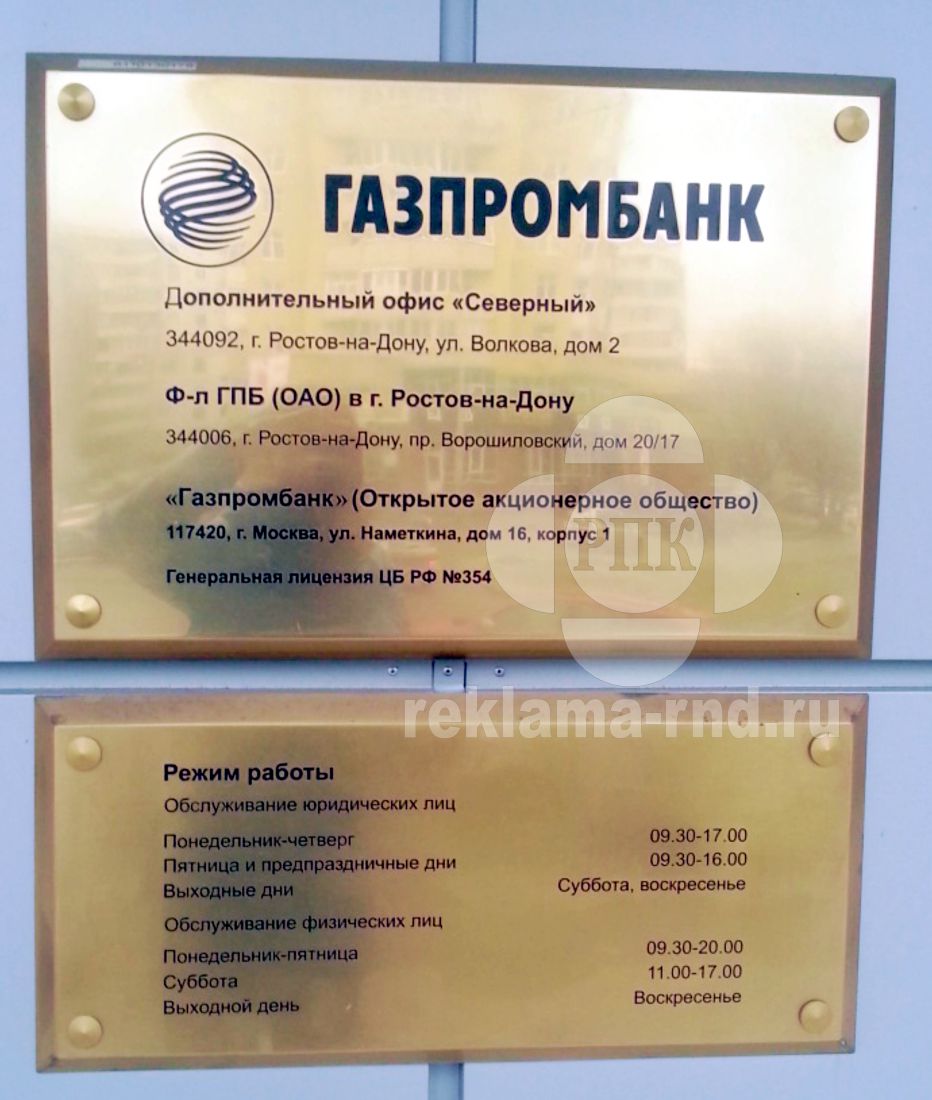 ГАЗПРОМБАНК
Дополнительный офис «Северный»
344092, г. Ростов-на-Дону, ул. Волкова, дом 2
Ф-л ГПБ (ОАО) в г. Ростов-на-Дону
344006, г. Ростов-на-Дону, пр. Ворошиловский, дом 20/17
«Газпромбанк» (Открытое акционерное общество)
117420, г. Москва, ул. Наметкина, дом 16, корпус 1
РПК
Генеральная лицензия ЦБ РФ №354
reklama-rnd.ru
Режим работы
Обслуживание юридических лиц
Понедельник-четверг 09.30-17.00
Пятница и предпраздничные дни 09.30-16.00
Выходные дни Суббота, воскресенье
Обслуживание физических лиц
Понедельник-пятница 09.30-20.00
Суббота 11.00-17.00
Выходной день Воскресенье